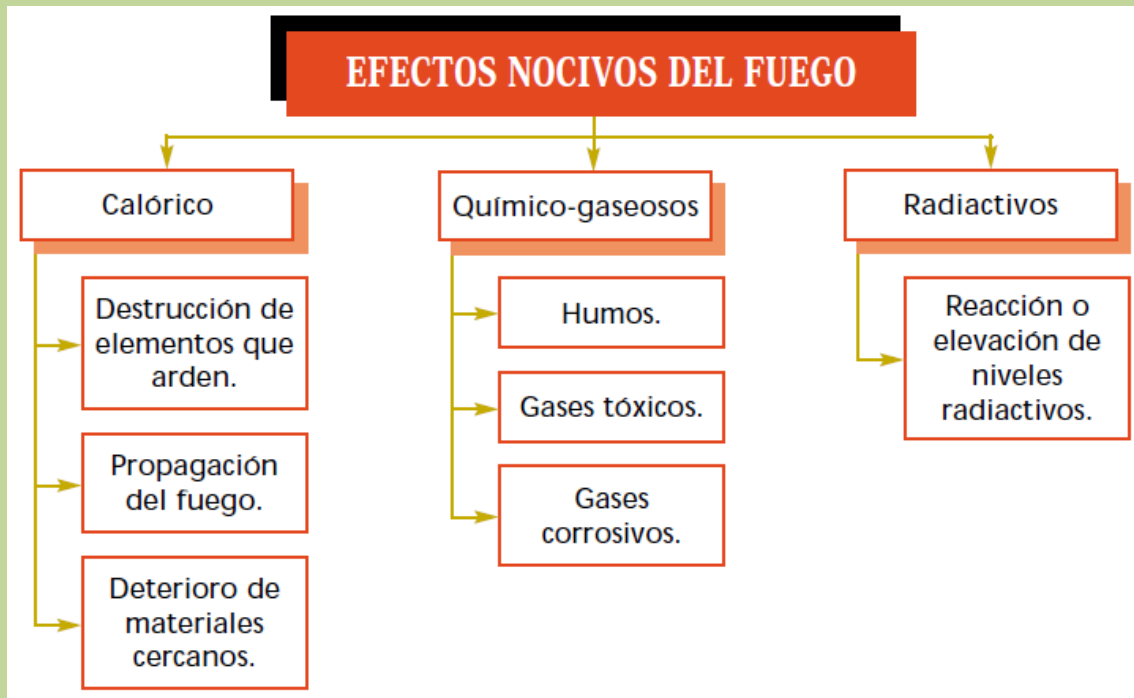 EFECTOS NOCIVOS DEL FUEGO
Calórico
Destrucción de
elementos que
arden.
Propagación
del fuego.
Deterioro de
materiales
cercanos.
Químico-gaseosos
Humos.
Gases tóxicos.
Gases
corrosivos.
Radiactivos
Reacción o
elevación de
niveles
radiactivos.